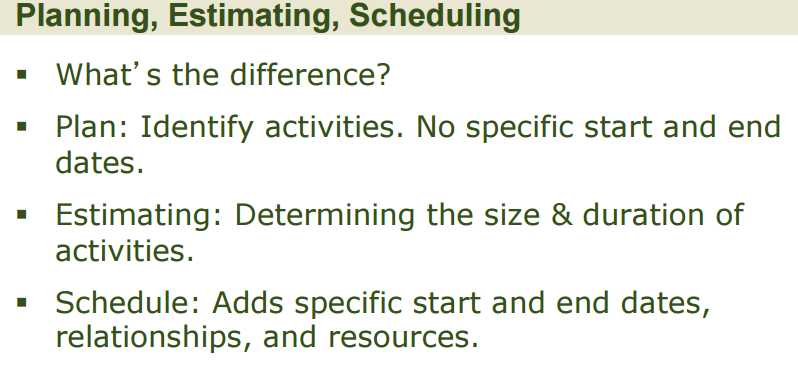 Planning, Estimating, Scheduling
▪ What's the difference?
▪ Plan: Identify activities. No specific start and end
dates.
▪ Estimating: Determining the size & duration of
activities.
▪ Schedule: Adds specific start and end dates,
relationships, and resources.